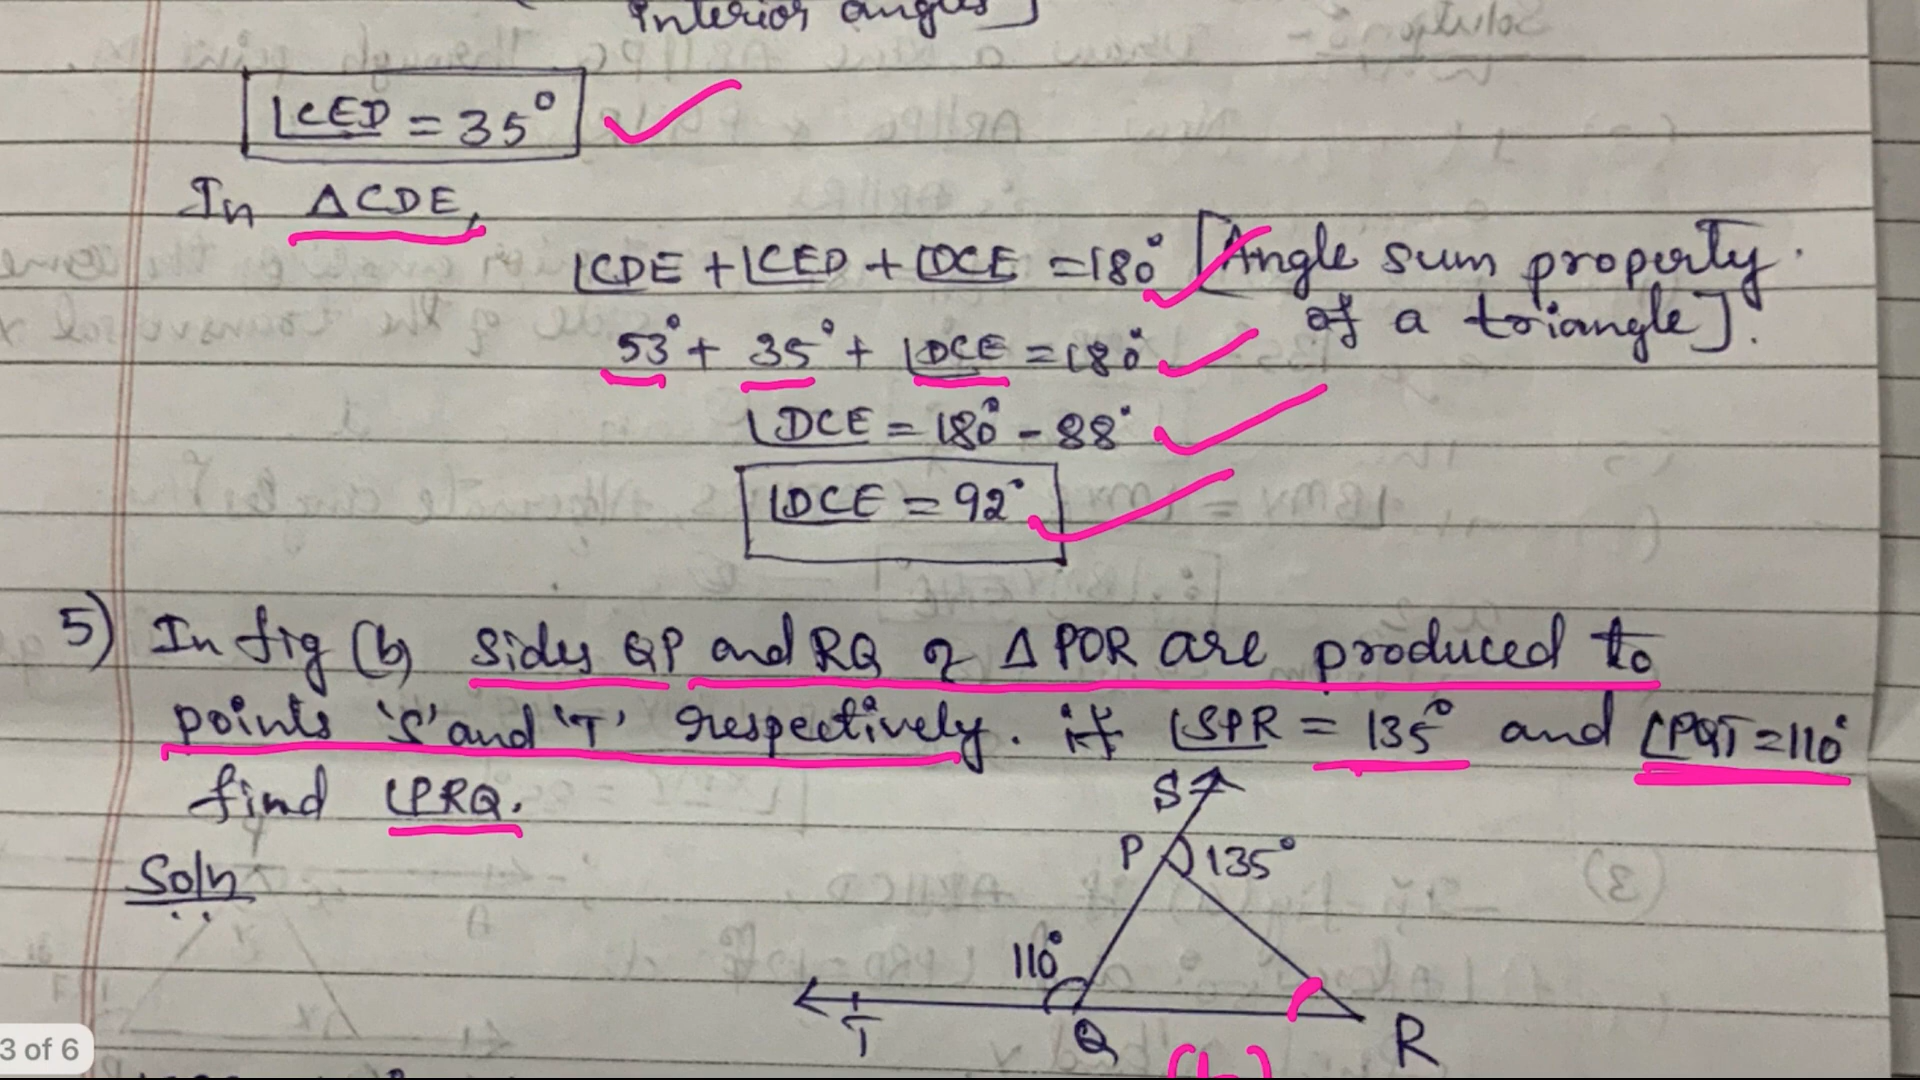 Interior angles]
∠CED = 35°
In △CDE,
∠CDE + ∠CED + ∠DCE = 180° [Angle sum property
of a triangle].
53° + 35° + ∠DCE = 180°
∠DCE = 180° - 88°
∠DCE = 92°
5) In fig (b) sides QP and RQ of △PQR are produced to
points 'S' and 'T' respectively. if ∠SPR = 135° and ∠PQT = 110°
find ∠PRQ.
Soln
S
P 135°
110°
T Q R
(b)
3 of 6